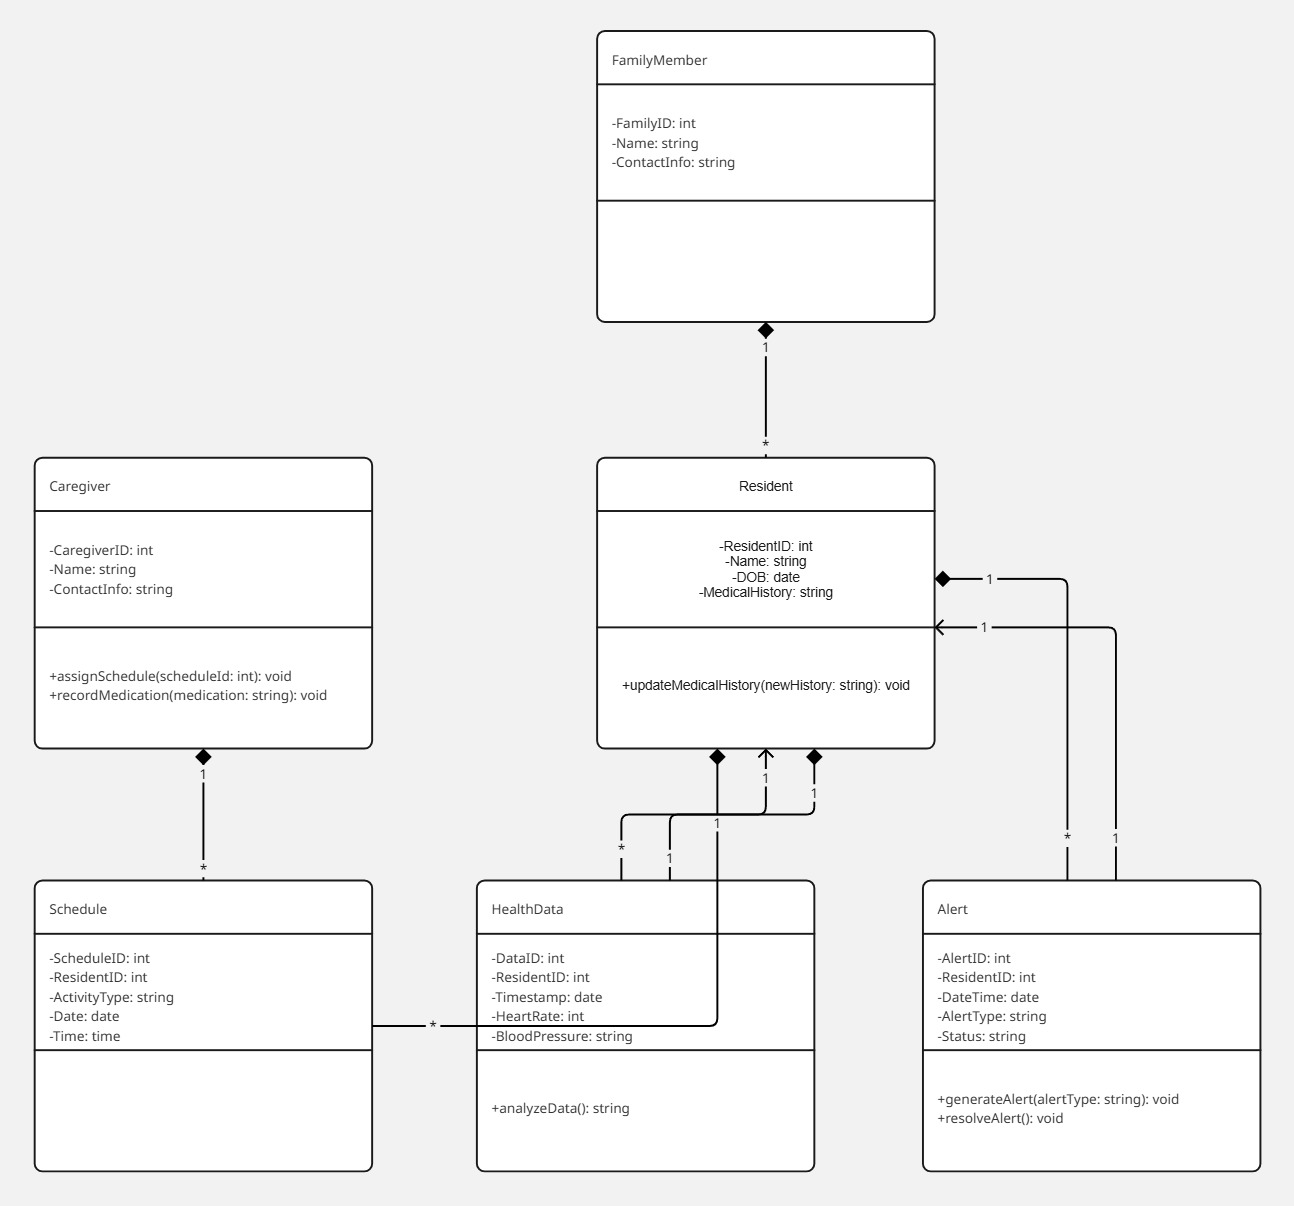 FamilyMember
-FamilyID: int
-Name: string
-ContactInfo: string
1
*
Caregiver
-CaregiverID: int
-Name: string
-ContactInfo: string
+assignSchedule(scheduleId: int): void
+recordMedication(medication: string): void
Resident
-ResidentID: int
-Name: string
-DOB: date
-MedicalHistory: string
+updateMedicalHistory(newHistory: string): void
1
1
1
*
1
1
1
*
1
*
1
Schedule
-ScheduleID: int
-ResidentID: int
-ActivityType: string
-Date: date
-Time: time
*
HealthData
-DataID: int
-ResidentID: int
-Timestamp: date
-HeartRate: int
-BloodPressure: string
+analyzeData(): string
Alert
-AlertID: int
-ResidentID: int
-DateTime: date
-AlertType: string
-Status: string
+generateAlert(alertType: string): void
+resolveAlert(): void